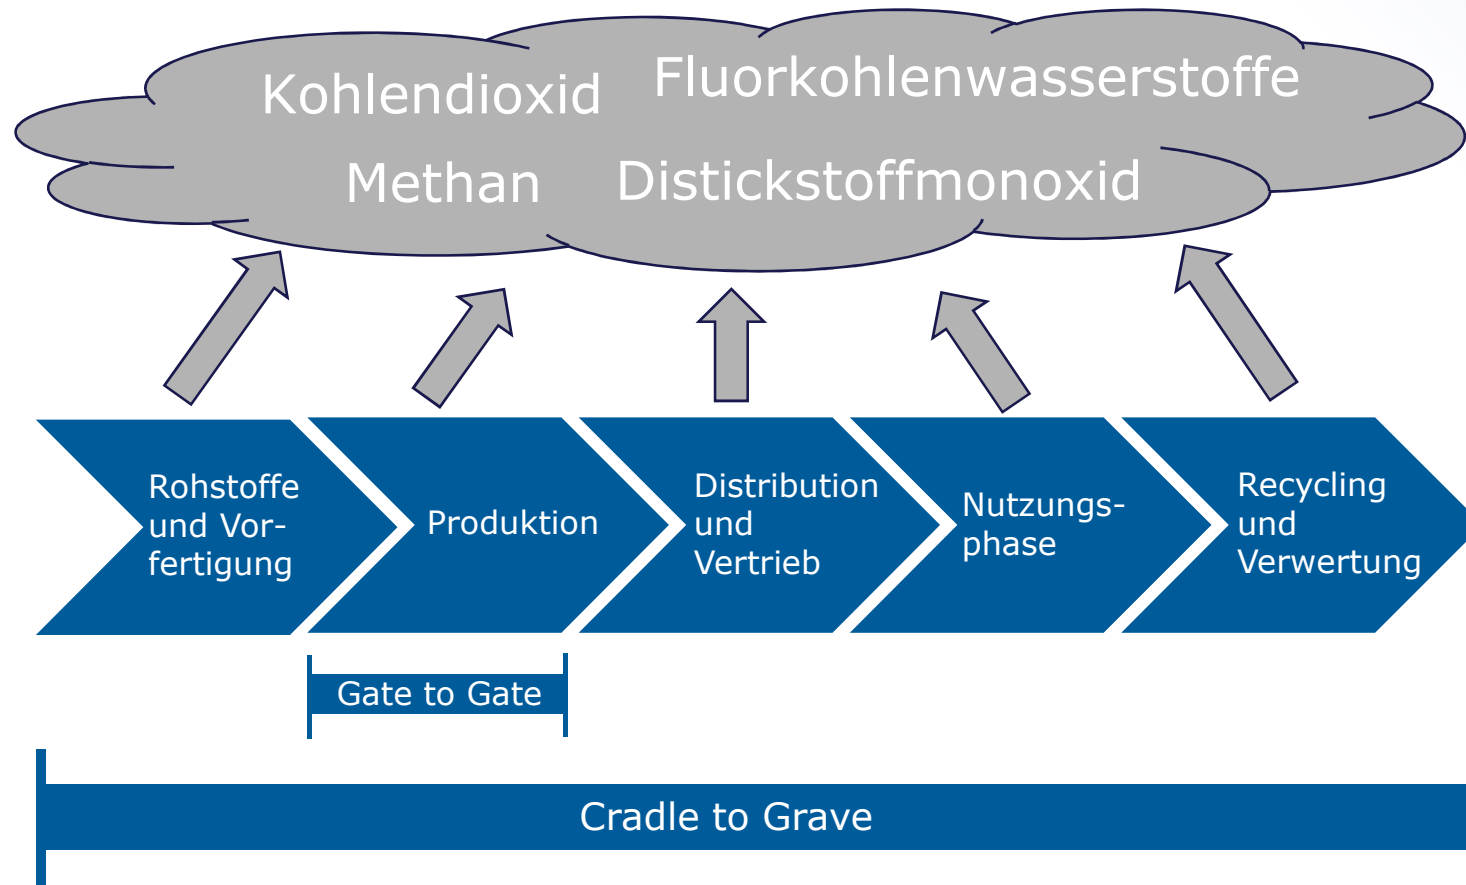 Kohlendioxid
Fluorkohlenwasserstoffe
Methan
Distickstoffmonoxid
Rohstoffe
und Vor-
fertigung
Produktion
Distribution
und
Vertrieb
Nutzungs-
phase
Recycling
und
Verwertung
Gate to Gate
Cradle to Grave